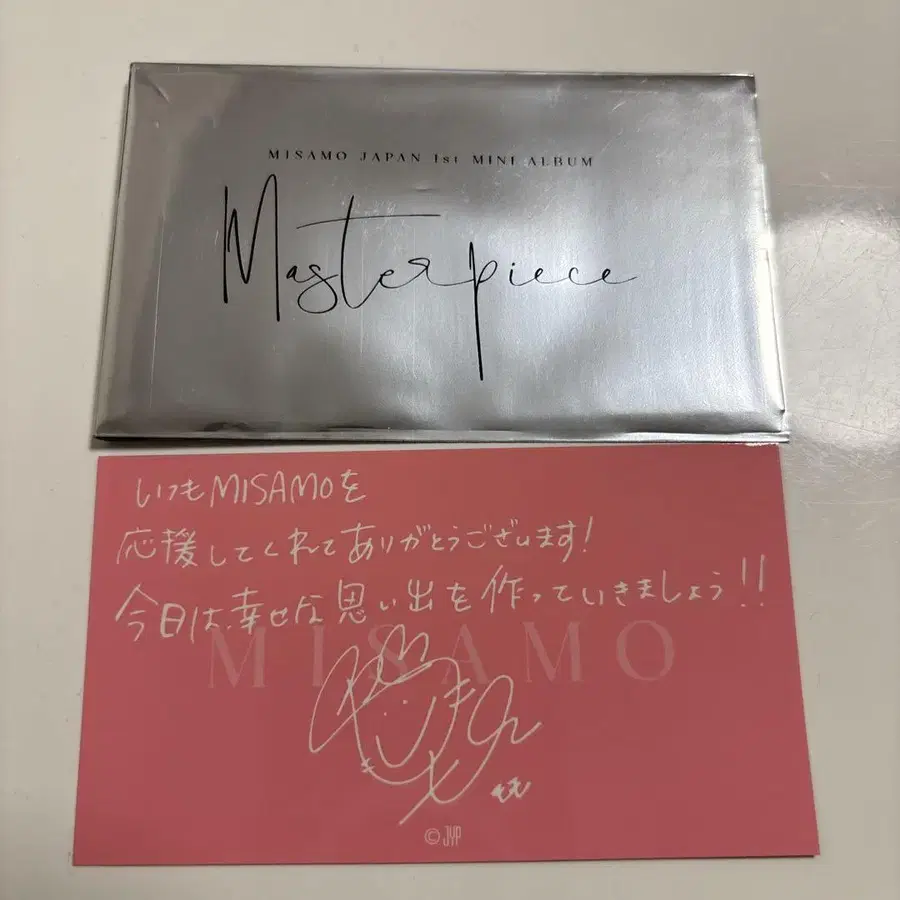 MISAMO JAPAN 1st MINI ALBUM
Masterpiece
いつもMISAMOを
応援してくれてありがとうございます!
今日は、幸せな思い出を作っていきましょう!!
MISAMO
もも
© JYP